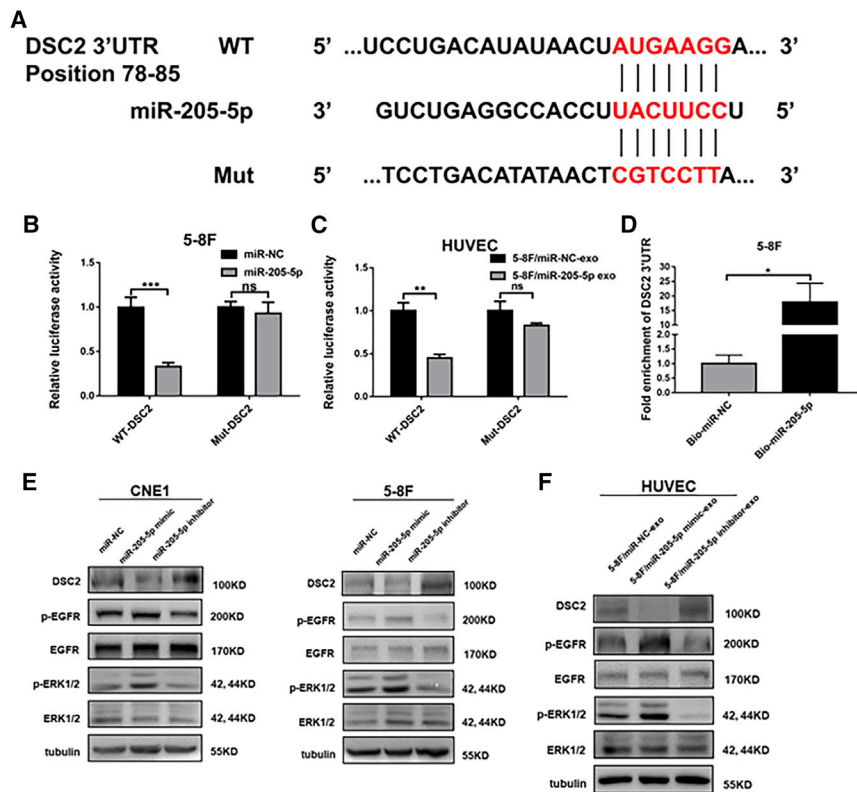 A
DSC2 3'UTR WT 5' ...UCCUGACAUAUAACUAUGAAGGA... 3'
Position 78-85
miR-205-5p 3' GUCUGAGGCCACCUUACUUCCU 5'
Mut 5' ...TCCTGACATATAACTCGTCCTTA... 3'
B
5-8F
miR-NC
miR-205-5p
Relative luciferase activity
1.5
1.0
0.5
0.0
***
ns
WT-DSC2
Mut-DSC2
C
HUVEC
5-8F/miR-NC-exo
5-8F/miR-205-5p exo
Relative luciferase activity
1.5
1.0
0.5
0.0
**
ns
WT-DSC2
Mut-DSC2
D
5-8F
Fold enrichment of DSC2 3'UTR
30
25
20
15
10
5
2.0
1.5
1.0
0.5
0.0
*
Bio-miR-NC
Bio-miR-205-5p
E
CNE1
miR-NC
miR-205-5p mimic
miR-205-5p inhibitor
DSC2 100KD
p-EGFR 200KD
EGFR 170KD
p-ERK1/2 42, 44KD
ERK1/2 42, 44KD
tubulin 55KD
5-8F
miR-NC
miR-205-5p mimic
miR-205-5p inhibitor
DSC2 100KD
p-EGFR 200KD
EGFR 170KD
p-ERK1/2 42, 44KD
ERK1/2 42, 44KD
tubulin 55KD
F
HUVEC
5-8F/miR-NC-exo
5-8F/miR-205-5p mimic-exo
5-8F/miR-205-5p inhibitor-exo
DSC2 100KD
p-EGFR 200KD
EGFR 170KD
p-ERK1/2 42, 44KD
ERK1/2 42, 44KD
tubulin 55KD